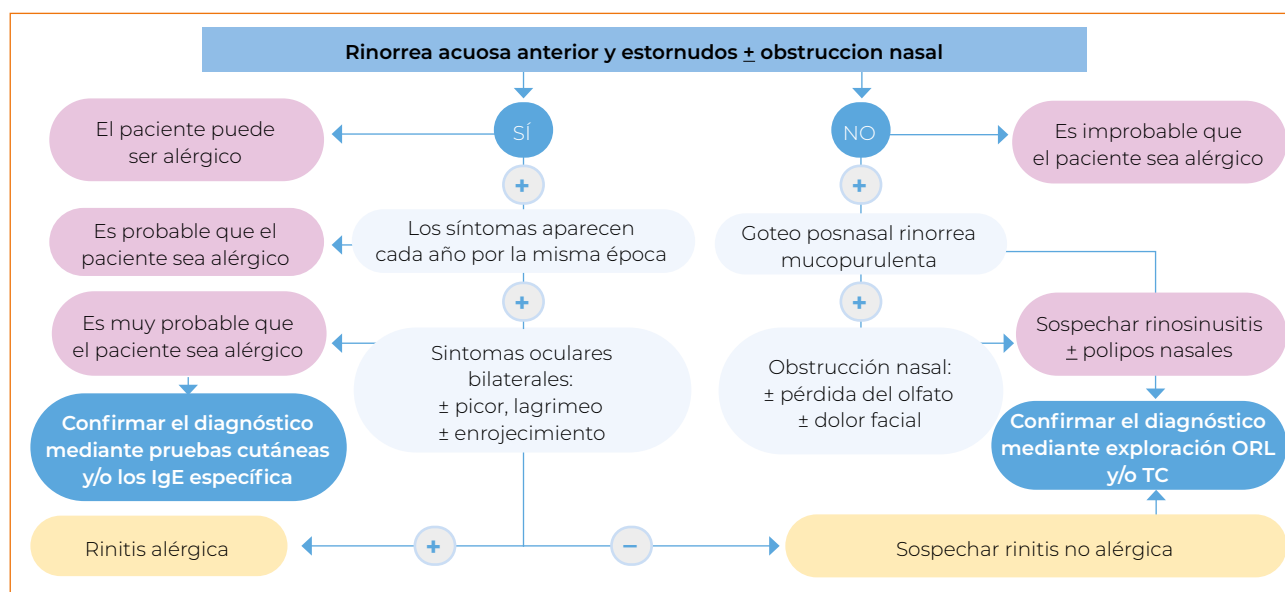 Rinorrea acuosa anterior y estornudos ± obstruccion nasal
El paciente puede
ser alérgico
SÍ
NO
Es improbable que
el paciente sea alérgico
+
+
Es probable que el
paciente sea alérgico
Los síntomas aparecen
cada año por la misma época
Goteo posnasal rinorrea
mucopurulenta
+
+
Es muy probable que
el paciente sea alérgico
Sintomas oculares
bilaterales:
± picor, lagrimeo
± enrojecimiento
Obstrucción nasal:
± pérdida del olfato
± dolor facial
Sospechar rinosinusitis
± polipos nasales
Confirmar el diagnóstico
mediante pruebas cutáneas
y/o los IgE específica
Confirmar el diagnóstico
mediante exploración ORL
y/o TC
Rinitis alérgica
+
−
Sospechar rinitis no alérgica